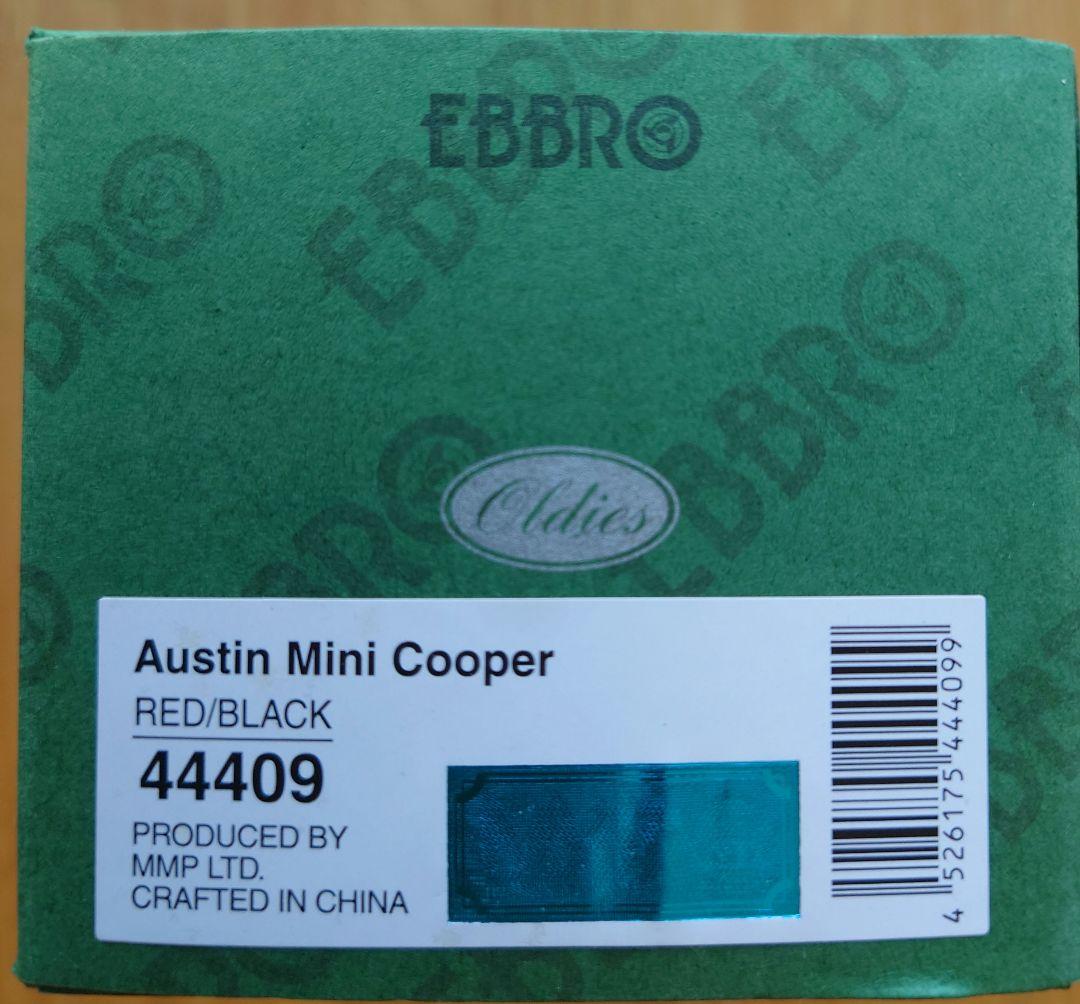 EBBRO
Oldies
Austin Mini Cooper
RED/BLACK
44409
PRODUCED BY
MMP LTD.
CRAFTED IN CHINA
4 526175 444099